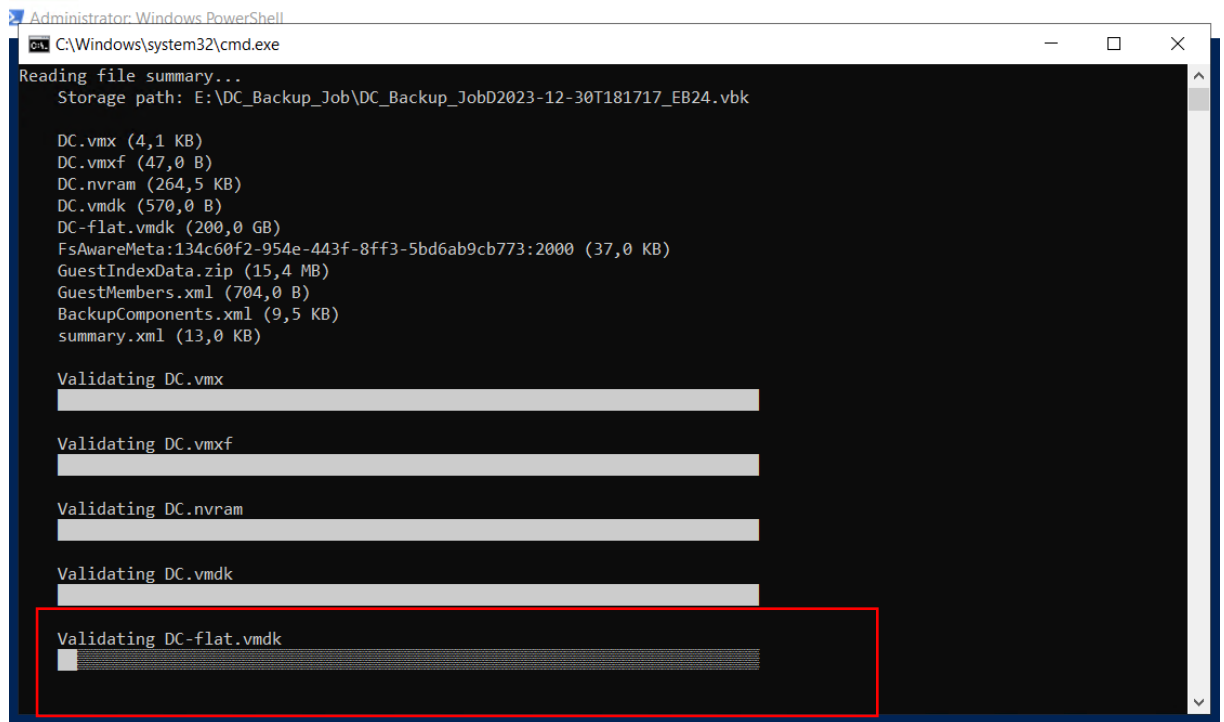 Administrator: Windows PowerShell
C:\Windows\system32\cmd.exe
Reading file summary...
Storage path: E:\DC_Backup_Job\DC_Backup_JobD2023-12-30T181717_EB24.vbk
DC.vmx (4,1 KB)
DC.vmxf (47,0 B)
DC.nvram (264,5 KB)
DC.vmdk (570,0 B)
DC-flat.vmdk (200,0 GB)
FsAwareMeta:134c60f2-954e-443f-8ff3-5bd6ab9cb773:2000 (37,0 KB)
GuestIndexData.zip (15,4 MB)
GuestMembers.xml (704,0 B)
BackupComponents.xml (9,5 KB)
summary.xml (13,0 KB)
Validating DC.vmx
Validating DC.vmxf
Validating DC.nvram
Validating DC.vmdk
Validating DC-flat.vmdk